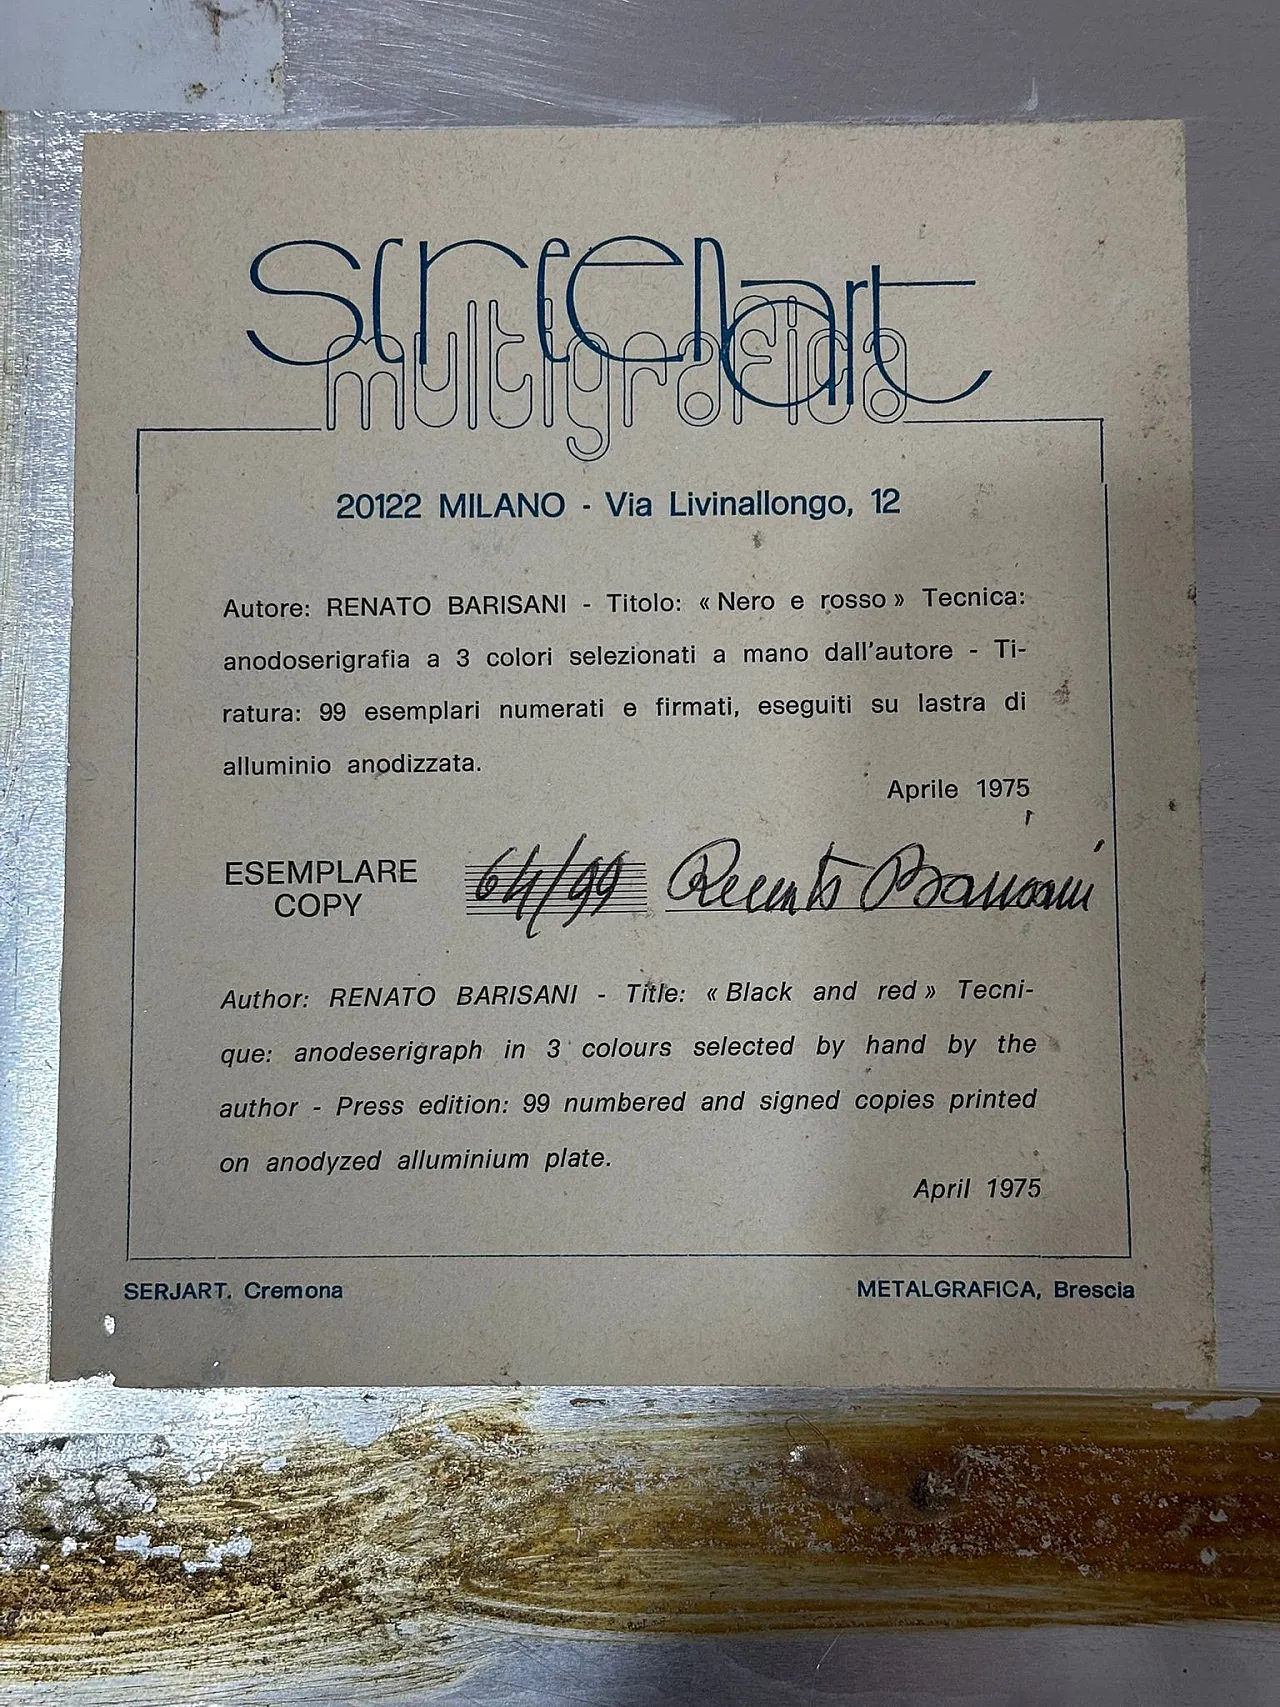 screenart
multigrafica
20122 MILANO - Via Livinallongo, 12
Autore: RENATO BARISANI - Titolo: « Nero e rosso » Tecnica:
anodoserigrafia a 3 colori selezionati a mano dall'autore - Ti-
ratura: 99 esemplari numerati e firmati, eseguiti su lastra di
alluminio anodizzata.
Aprile 1975
ESEMPLARE 64/99 Renato Barisani
COPY
Author: RENATO BARISANI - Title: « Black and red » Tecni-
que: anodeserigraph in 3 colours selected by hand by the
author - Press edition: 99 numbered and signed copies printed
on anodyzed alluminium plate.
April 1975
SERJART. Cremona METALGRAFICA, Brescia